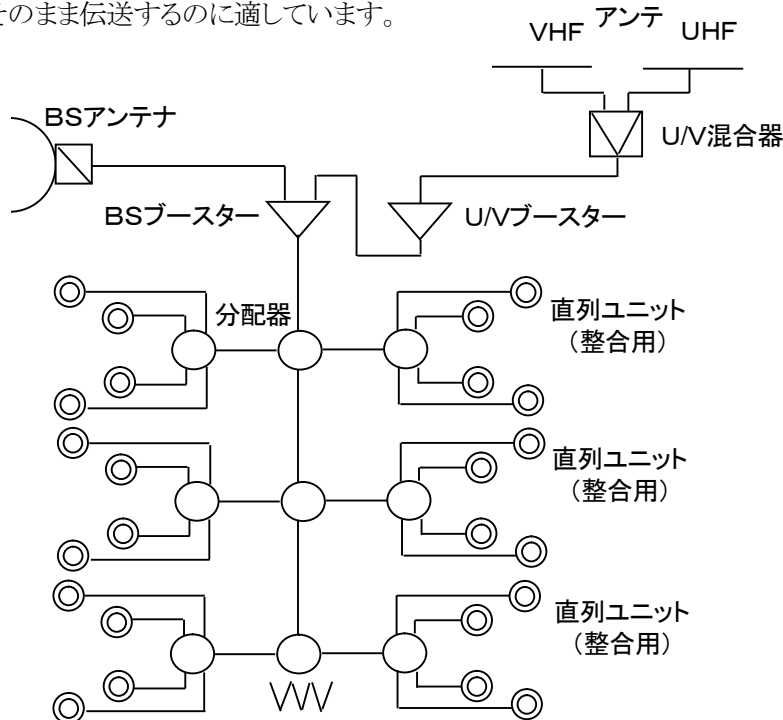 そのまま伝送するのに適しています。
VHF アンテ UHF
BSアンテナ
U/V混合器
BSブースター
U/Vブースター
分配器
直列ユニット
（整合用）
直列ユニット
（整合用）
直列ユニット
（整合用）